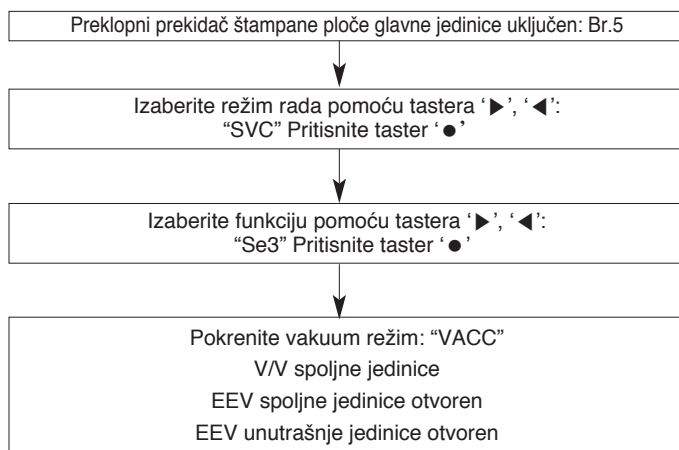 Preklopni prekidač štampane ploče glavne jedinice uključen: Br.5
Izaberite režim rada pomoću tastera ‘▶’, ‘◀’:
“SVC” Pritisnite taster ‘●’
Izaberite funkciju pomoću tastera ‘▶’, ‘◀’:
“Se3” Pritisnite taster ‘●’
Pokrenite vakuum režim: “VACC”
V/V spoljne jedinice
EEV spoljne jedinice otvoren
EEV unutrašnje jedinice otvoren